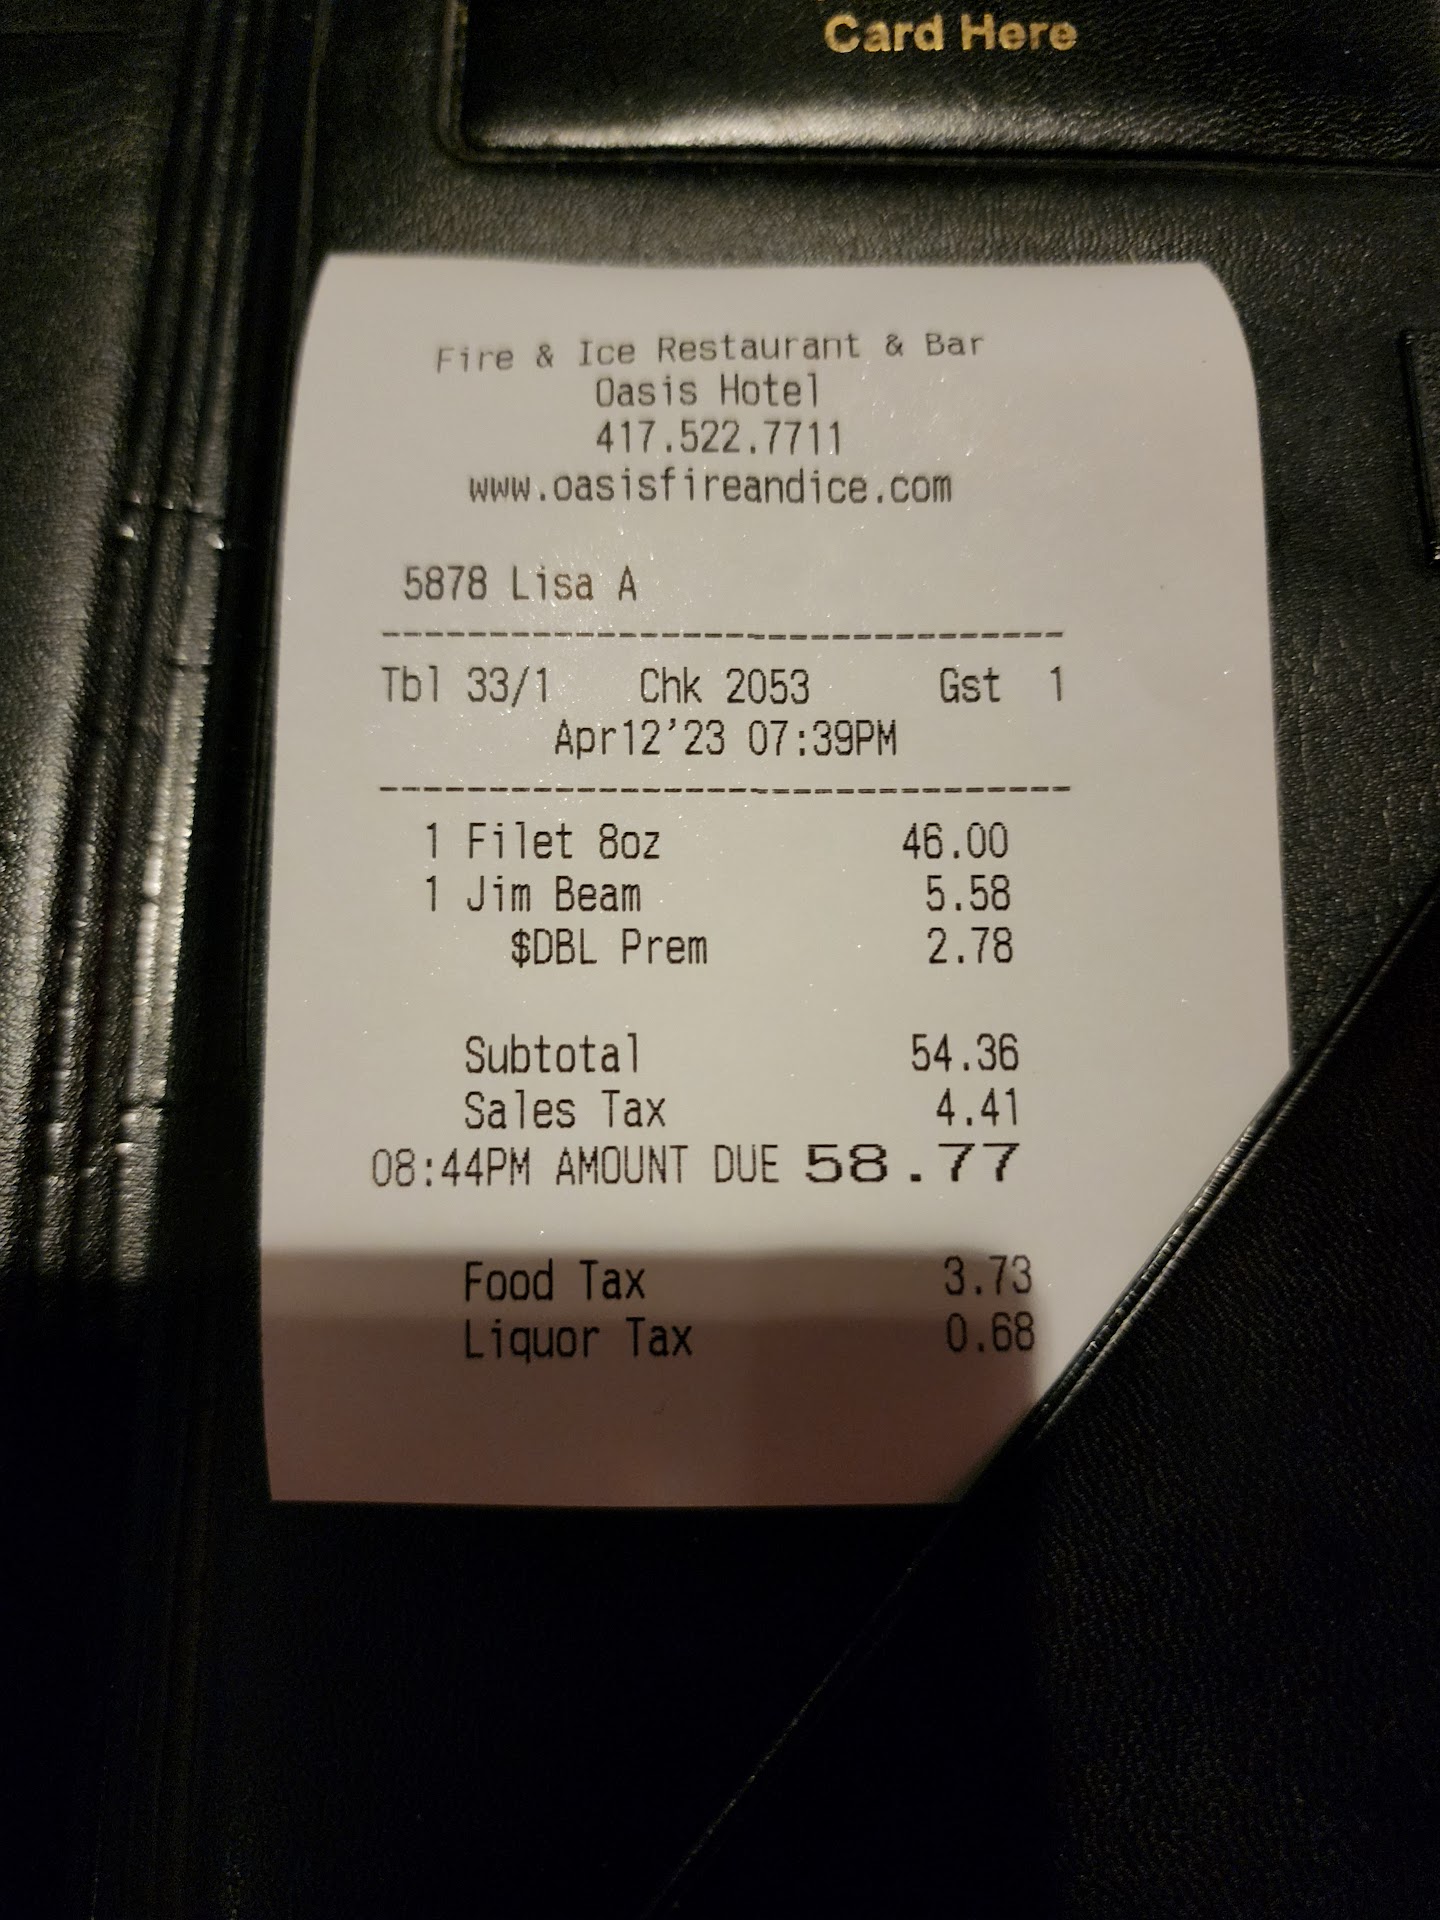 Card Here
Fire & Ice Restaurant & Bar
Oasis Hotel
417.522.7711
www.oasisfireandice.com
5878 Lisa A
--------------------------------
Tbl 33/1 Chk 2053 Gst 1
Apr12'23 07:39PM
--------------------------------
1 Filet 8oz 46.00
1 Jim Beam 5.58
$DBL Prem 2.78
Subtotal 54.36
Sales Tax 4.41
08:44PM AMOUNT DUE 58.77
Food Tax 3.73
Liquor Tax 0.68